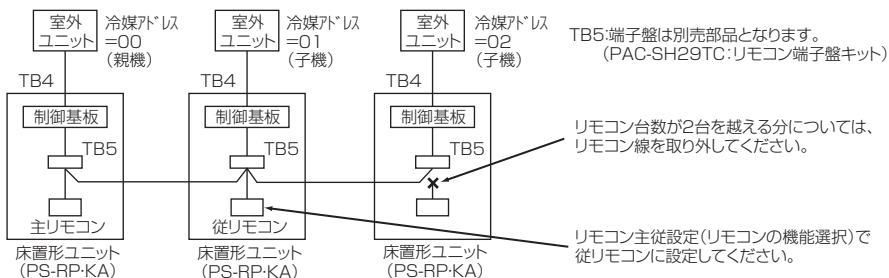 室外
ユニット
冷媒アドレス
=00
(親機)
室外
ユニット
冷媒アドレス
=01
(子機)
室外
ユニット
冷媒アドレス
=02
(子機)
TB5:端子盤は別売部品となります。
(PAC-SH29TC:リモコン端子盤キット)
TB4
TB4
TB4
制御基板
制御基板
制御基板
TB5
TB5
TB5
リモコン台数が2台を越える分については、
リモコン線を取り外してください。
主リモコン
従リモコン
リモコン主従設定(リモコンの機能選択)で
従リモコンに設定してください。
床置形ユニット
(PS-RP・KA)
床置形ユニット
(PS-RP・KA)
床置形ユニット
(PS-RP・KA)